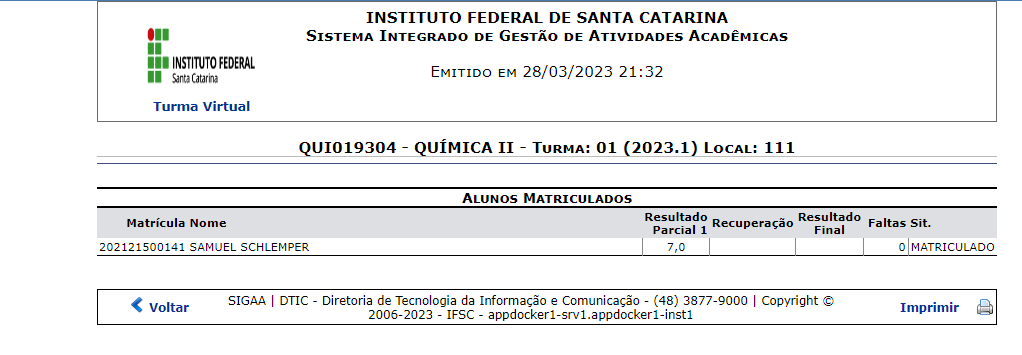 INSTITUTO FEDERAL DE SANTA CATARINA
SISTEMA INTEGRADO DE GESTÃO DE ATIVIDADES ACADÊMICAS
EMITIDO EM 28/03/2023 21:32
INSTITUTO FEDERAL
Santa Catarina
Turma Virtual
QUI019304 - QUÍMICA II - TURMA: 01 (2023.1) LOCAL: 111
ALUNOS MATRICULADOS
Matrícula Nome Resultado Parcial 1 Recuperação Resultado Final Faltas Sit.
202121500141 SAMUEL SCHLEMPER 7,0 0 MATRICULADO
Voltar
SIGAA | DTIC - Diretoria de Tecnologia da Informação e Comunicação - (48) 3877-9000 | Copyright ©
2006-2023 - IFSC - appdocker1-srv1.appdocker1-inst1
Imprimir